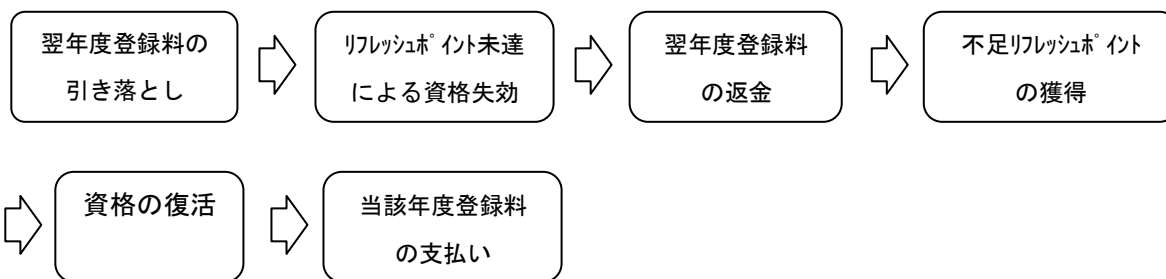 翌年度登録料の
引き落とし
ﾘﾌﾚｯｼｭﾎﾟｲﾝﾄ未達
による資格失効
翌年度登録料
の返金
不足ﾘﾌﾚｯｼｭﾎﾟｲﾝﾄ
の獲得
資格の復活
当該年度登録料
の支払い